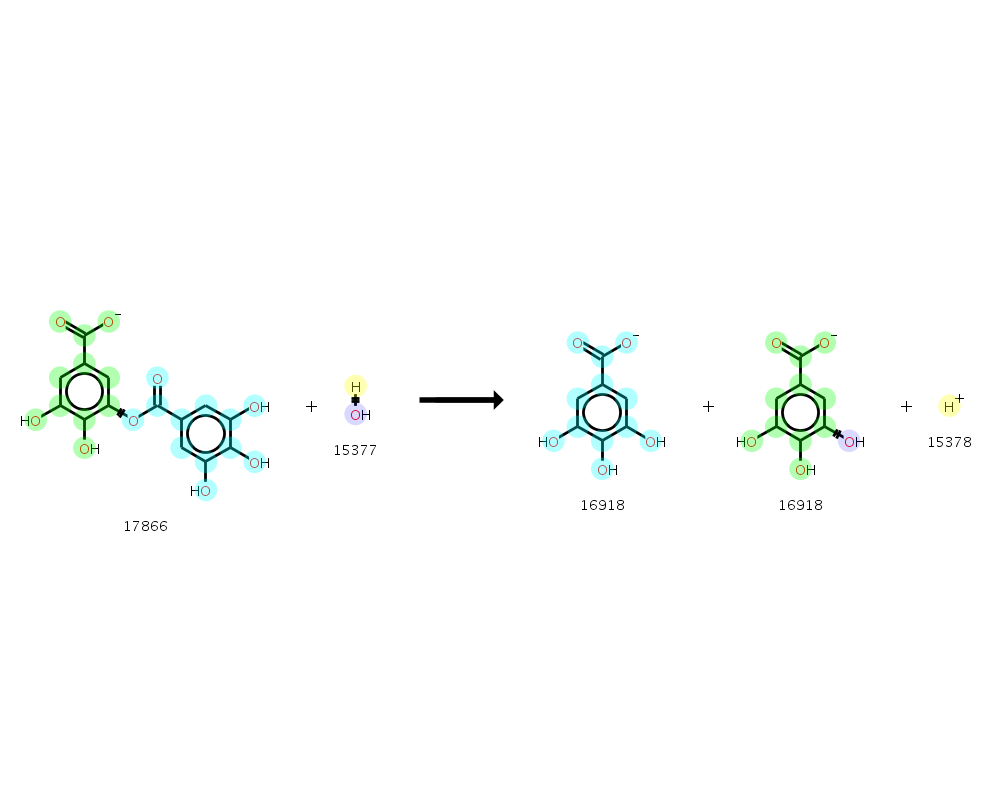 O O−
HO O O OH
OH OH
HO
17866
+
H
OH
15377
O O−
HO OH
OH
16918
+
O O−
HO OH
OH
16918
+
H+
15378